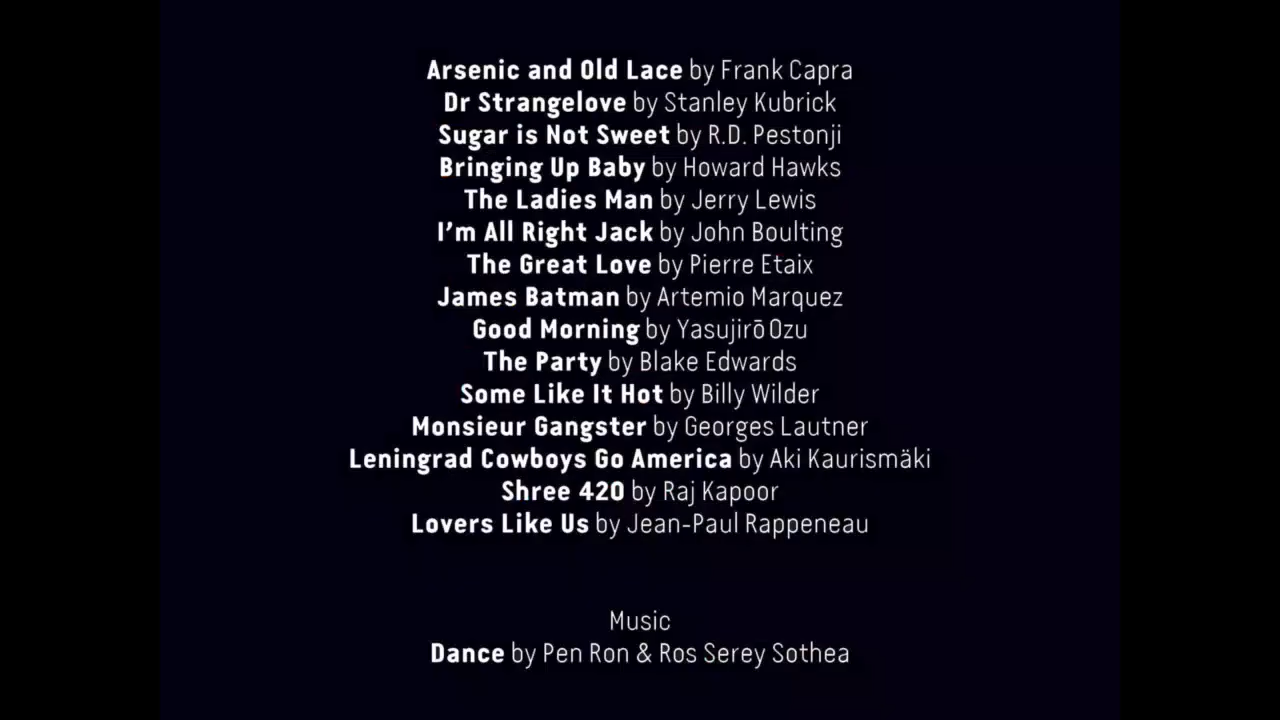 Arsenic and Old Lace by Frank Capra
Dr Strangelove by Stanley Kubrick
Sugar is Not Sweet by R.D. Pestonji
Bringing Up Baby by Howard Hawks
The Ladies Man by Jerry Lewis
I'm All Right Jack by John Boulting
The Great Love by Pierre Etaix
James Batman by Artemio Marquez
Good Morning by Yasujirō Ozu
The Party by Blake Edwards
Some Like It Hot by Billy Wilder
Monsieur Gangster by Georges Lautner
Leningrad Cowboys Go America by Aki Kaurismäki
Shree 420 by Raj Kapoor
Lovers Like Us by Jean-Paul Rappeneau
Music
Dance by Pen Ron & Ros Serey Sothea